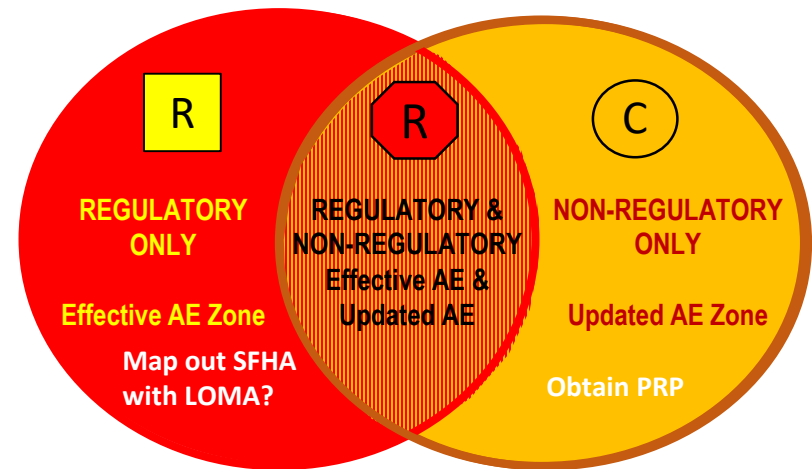 R
REGULATORY
ONLY
Effective AE Zone
Map out SFHA
with LOMA?
R
REGULATORY &
NON-REGULATORY
Effective AE &
Updated AE
C
NON-REGULATORY
ONLY
Updated AE Zone
Obtain PRP